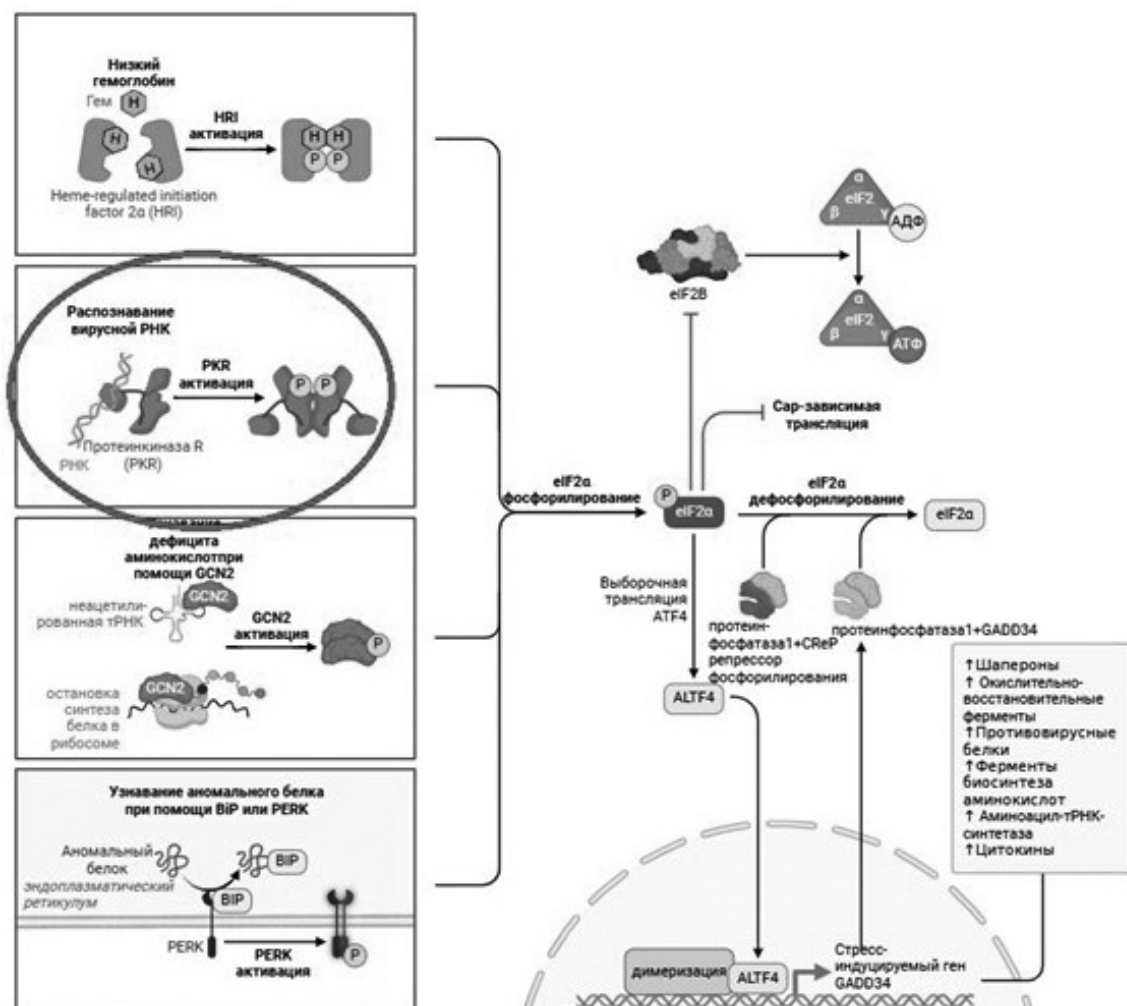 Низкий
гемоглобин
Гем
H
HRI
активация
H
H
H H
P P
Heme-regulated initiation
factor 2α (HRI)
Распознавание
вирусной РНК
PKR
активация
P P
Протеинкиназа R
(PKR)
РНК
дефицита
аминокислотпри
помощи GCN2
GCN2
неацетили-
рованная тРНК
GCN2
активация
P
GCN2
остановка
синтеза
белка в
рибосоме
Узнавание аномального белка
при помощи BiP или PERK
Аномальный
белок
BIP
эндоплазматический
ретикулум
BIP
PERK
PERK
активация
P
eIF2α
фосфорилирование
α
eIF2
β γ
АДФ
eIF2B
α
eIF2
β γ
АТФ
Cap-зависимая
трансляция
P
eIF2α
eIF2α
дефосфорилирование
eIF2α
Выборочная
трансляция
ATF4
протеин-
фосфатаза1+CReP
репрессор
фосфорилирования
протеинфосфатаза1+GADD34
ALTF4
↑Шапероны
↑ Окислительно-
восстановительные
ферменты
↑Противовирусные
белки
↑Ферменты
биосинтеза
аминокислот
↑ Аминоацил-тРНК-
синтетаза
↑Цитокины
димеризация
ALTF4
Стресс-
индуцируемый ген
GADD34